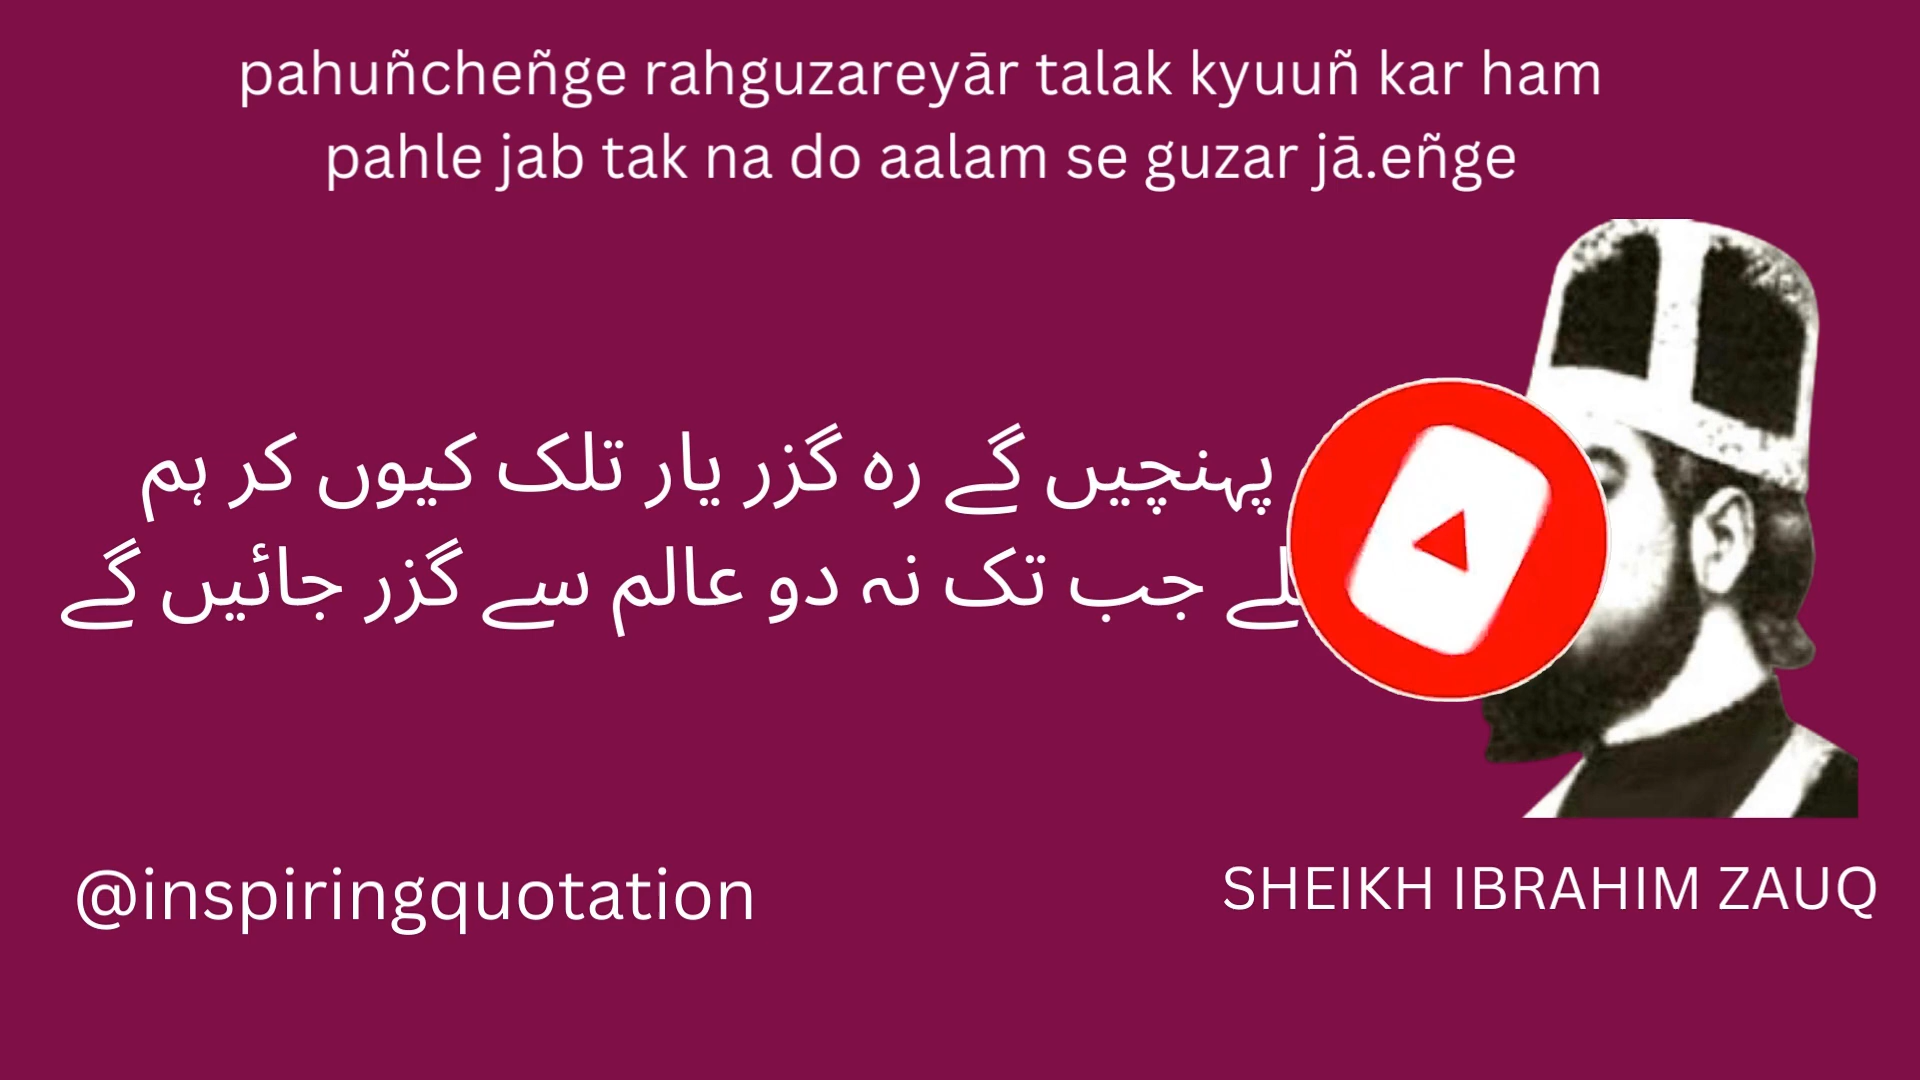 pahuñcheñge rahguzareyār talak kyuuñ kar ham
pahle jab tak na do aalam se guzar jā.eñge
پہنچیں گے رہ گزر یار تلک کیوں کر ہم
جب تک نہ دو عالم سے گزر جائیں گے
@inspiringquotation
SHEIKH IBRAHIM ZAUQ